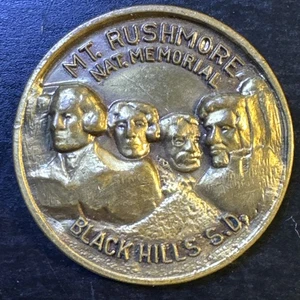 MT. RUSHMORE
NAT. MEMORIAL
BLACK HILLS S.D.